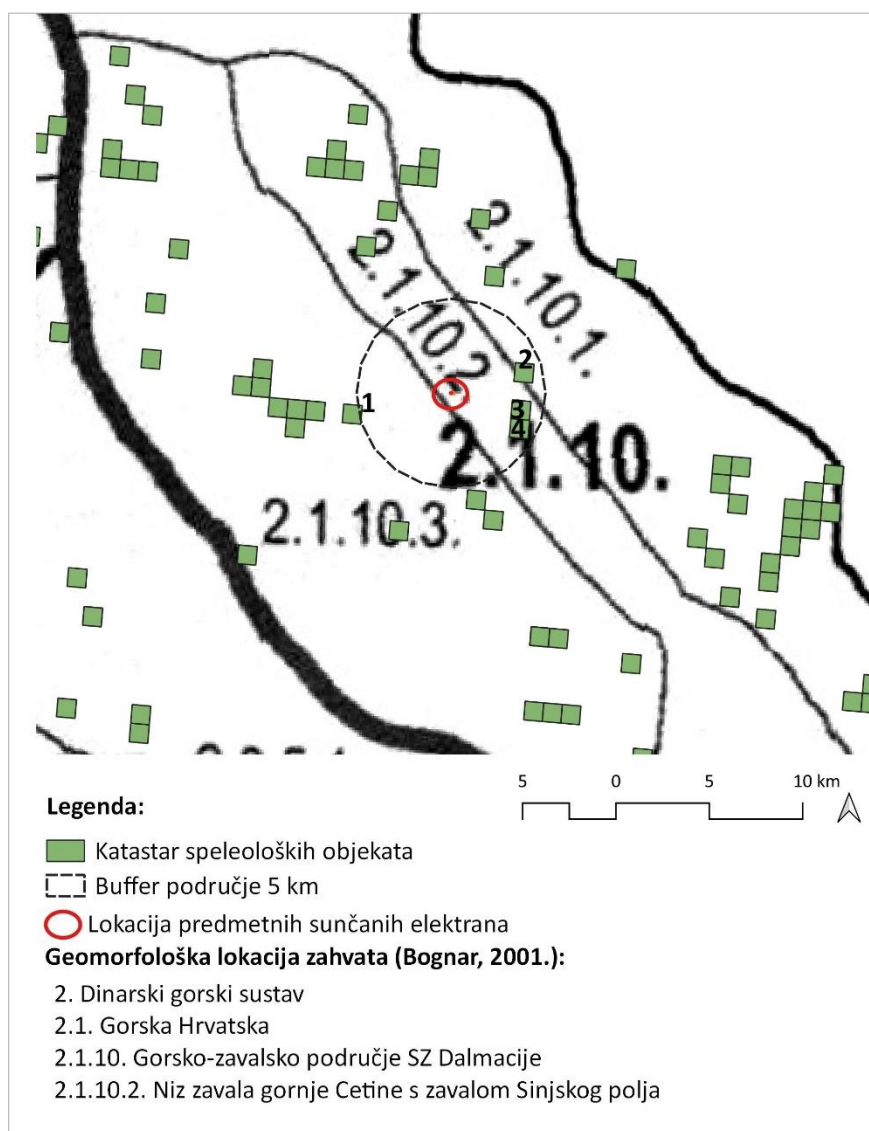 2.1.10.1.
2.1.10.2
2
1
3
4
2.1.10.
2.1.10.3.
5 0 5 10 km
Legenda:
Katastar speleoloških objekata
Buffer područje 5 km
Lokacija predmetnih sunčanih elektrana
Geomorfološka lokacija zahvata (Bognar, 2001.):
2. Dinarski gorski sustav
2.1. Gorska Hrvatska
2.1.10. Gorsko-zavalsko područje SZ Dalmacije
2.1.10.2. Niz zavala gornje Cetine s zavalom Sinjskog polja